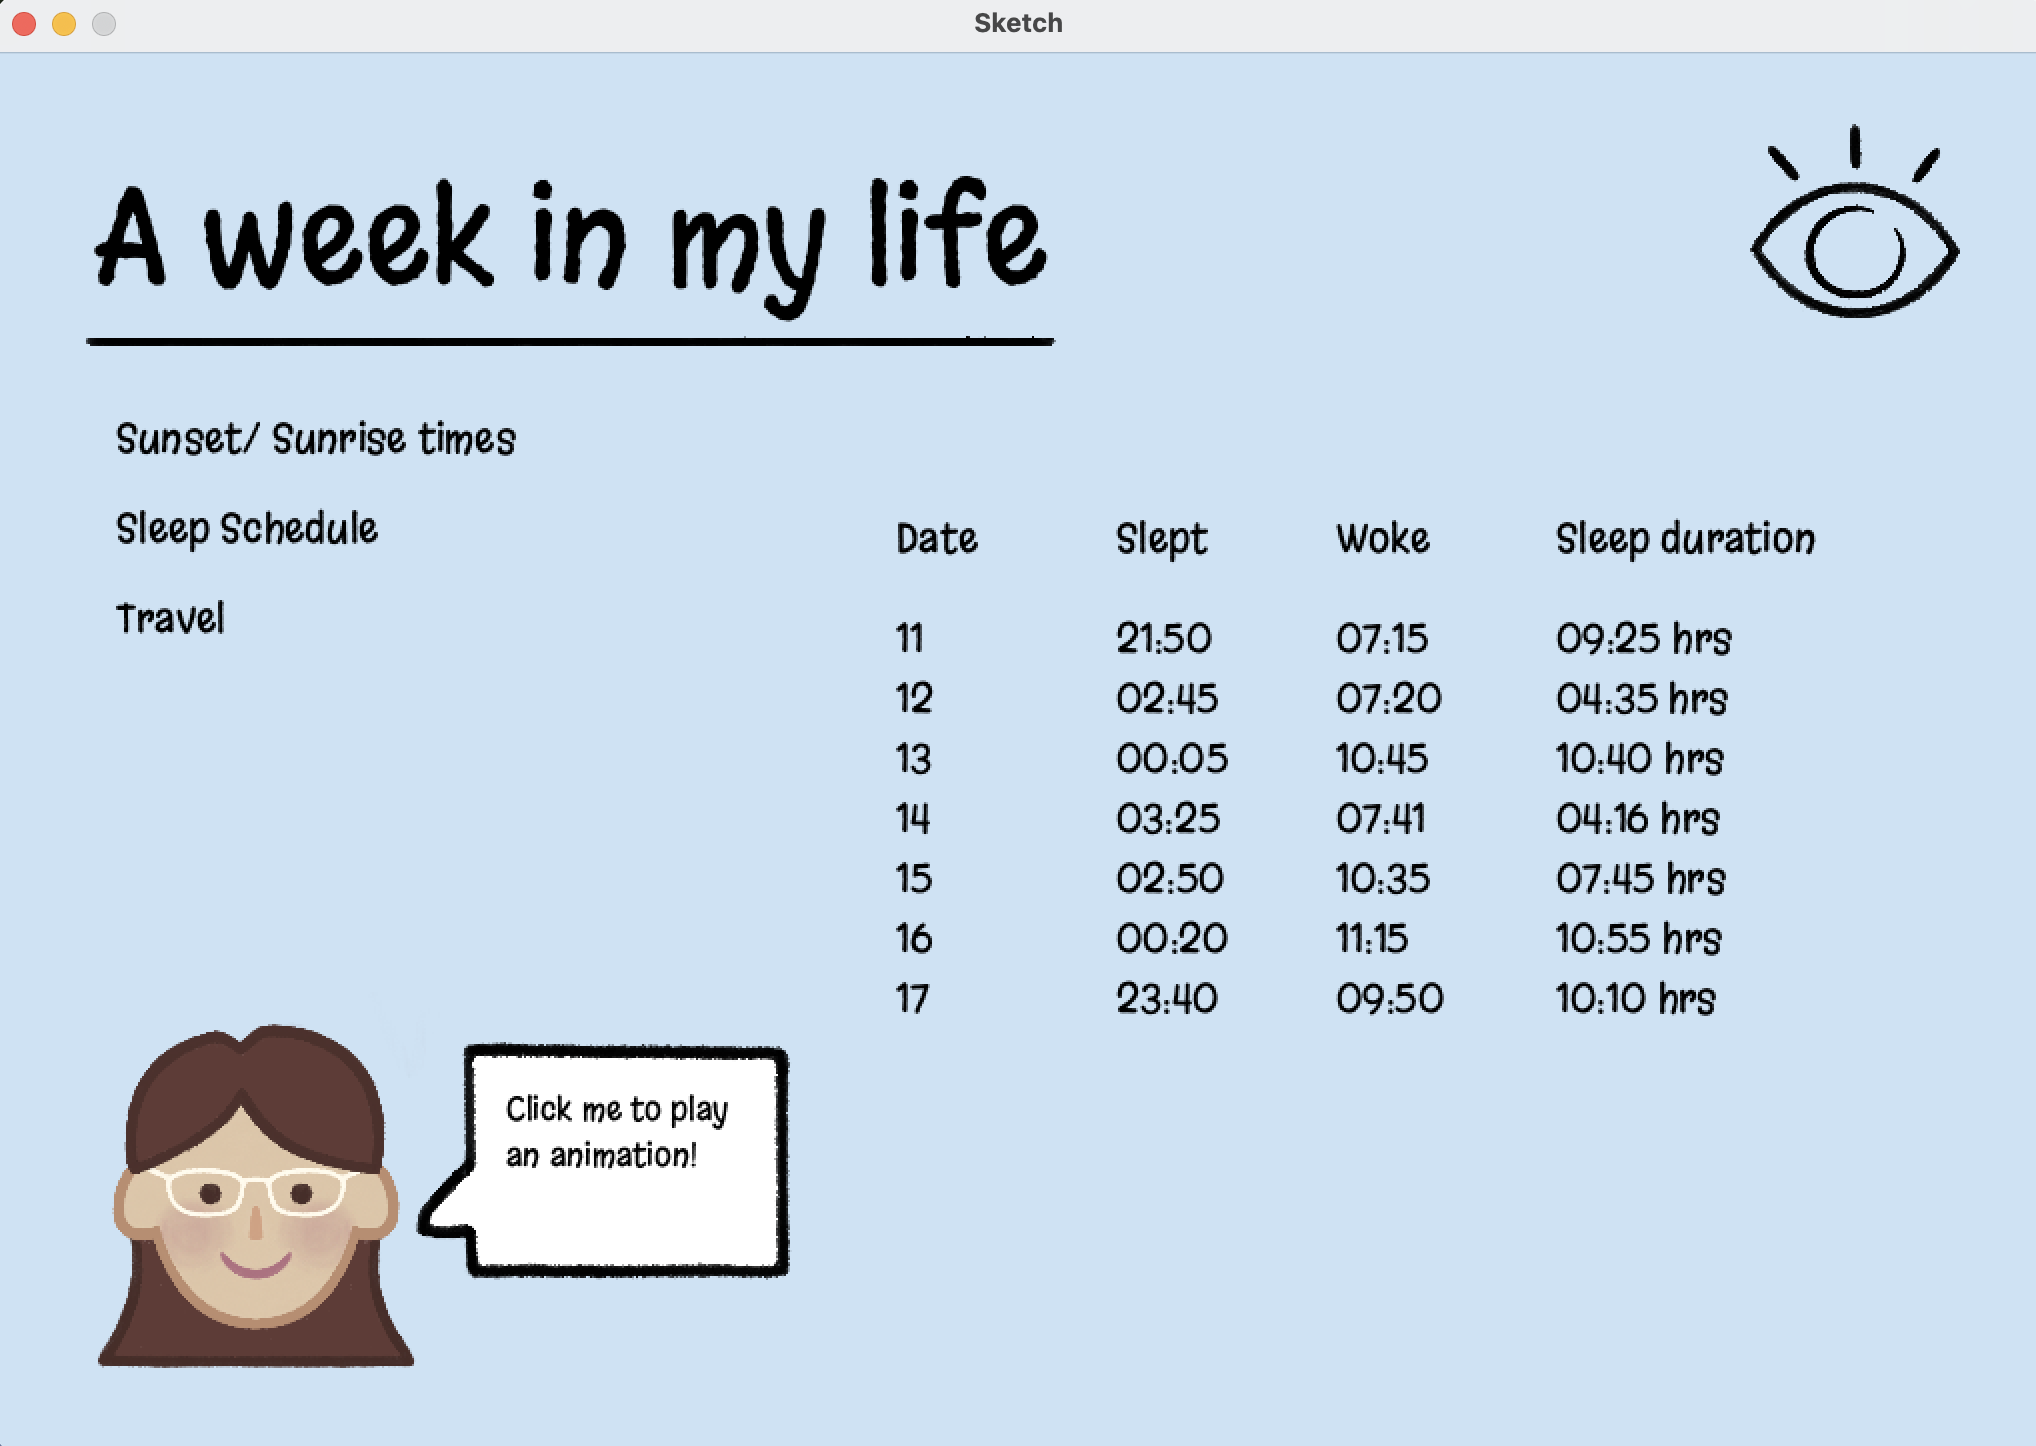 Sketch
A week in my life
Sunset/ Sunrise times
Sleep Schedule
Travel
Date Slept Woke Sleep duration
11 21:50 07:15 09:25 hrs
12 02:45 07:20 04:35 hrs
13 00:05 10:45 10:40 hrs
14 03:25 07:41 04:16 hrs
15 02:50 10:35 07:45 hrs
16 00:20 11:15 10:55 hrs
17 23:40 09:50 10:10 hrs
Click me to play
an animation!